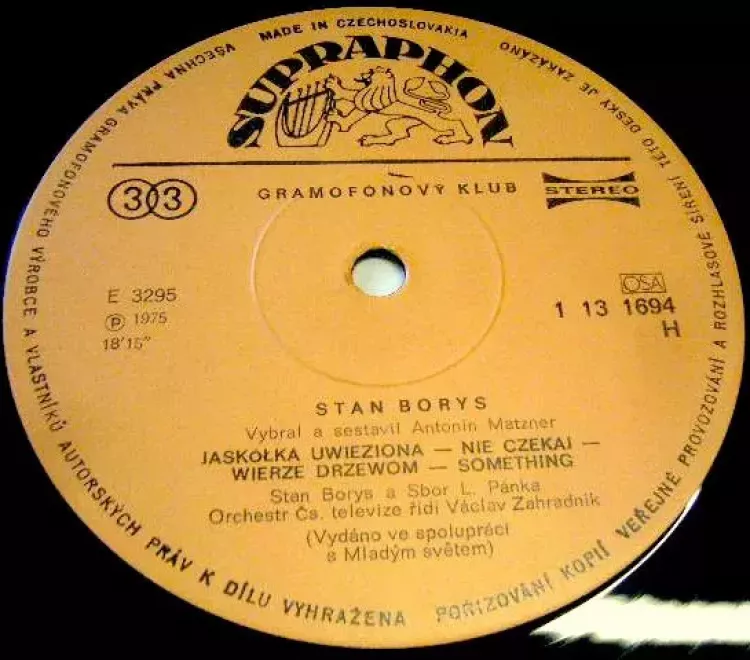 MADE IN CZECHOSLOVAKIA
VŠECHNA PRÁVA GRAMOFONOVÉHO VÝROBCE A VLASTNÍKŮ AUTORSKÝCH PRÁV K DÍLU VYHRAŽENA
POŘIZOVÁNÍ KOPIÍ VEŘEJNÉ PROVOZOVÁNÍ A ROZHLASOVÉ ŠÍŘENÍ TÉTO DESKY JE ZAKÁZÁNO
SUPRAPHON
33
GRAMOFONOVÝ KLUB
STEREO
E 3295
Ⓟ 1975
18'15"
OSA
1 13 1694
H
STAN BORYS
Vybral a sestavil Antonín Matzner
JASKOŁKA UWIEZIONA — NIE CZEKAJ —
WIERZE DRZEWOM — SOMETHING
Stan Borys a Sbor L. Pánka
Orchestr Čs. televize řídí Václav Zahradník
(Vydáno ve spolupráci
s Mladým světem)